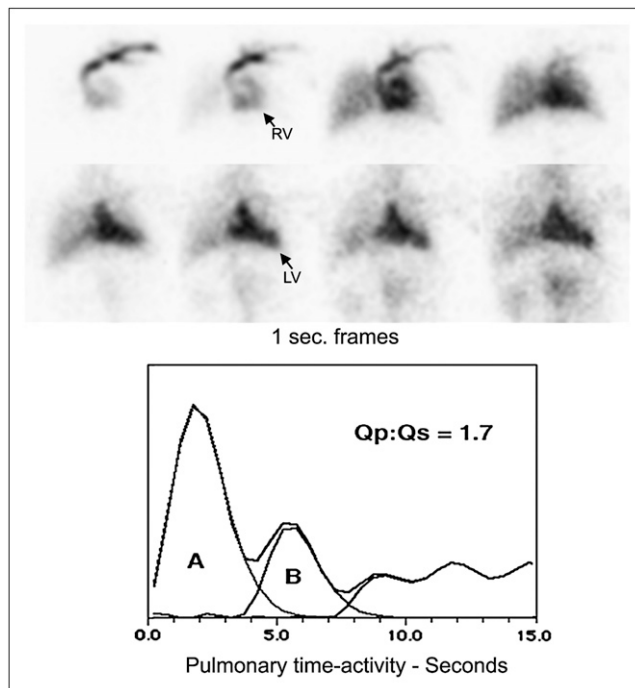 RV
LV
1 sec. frames
Qp:Qs = 1.7
A
B
0.0 5.0 10.0 15.0
Pulmonary time-activity - Seconds